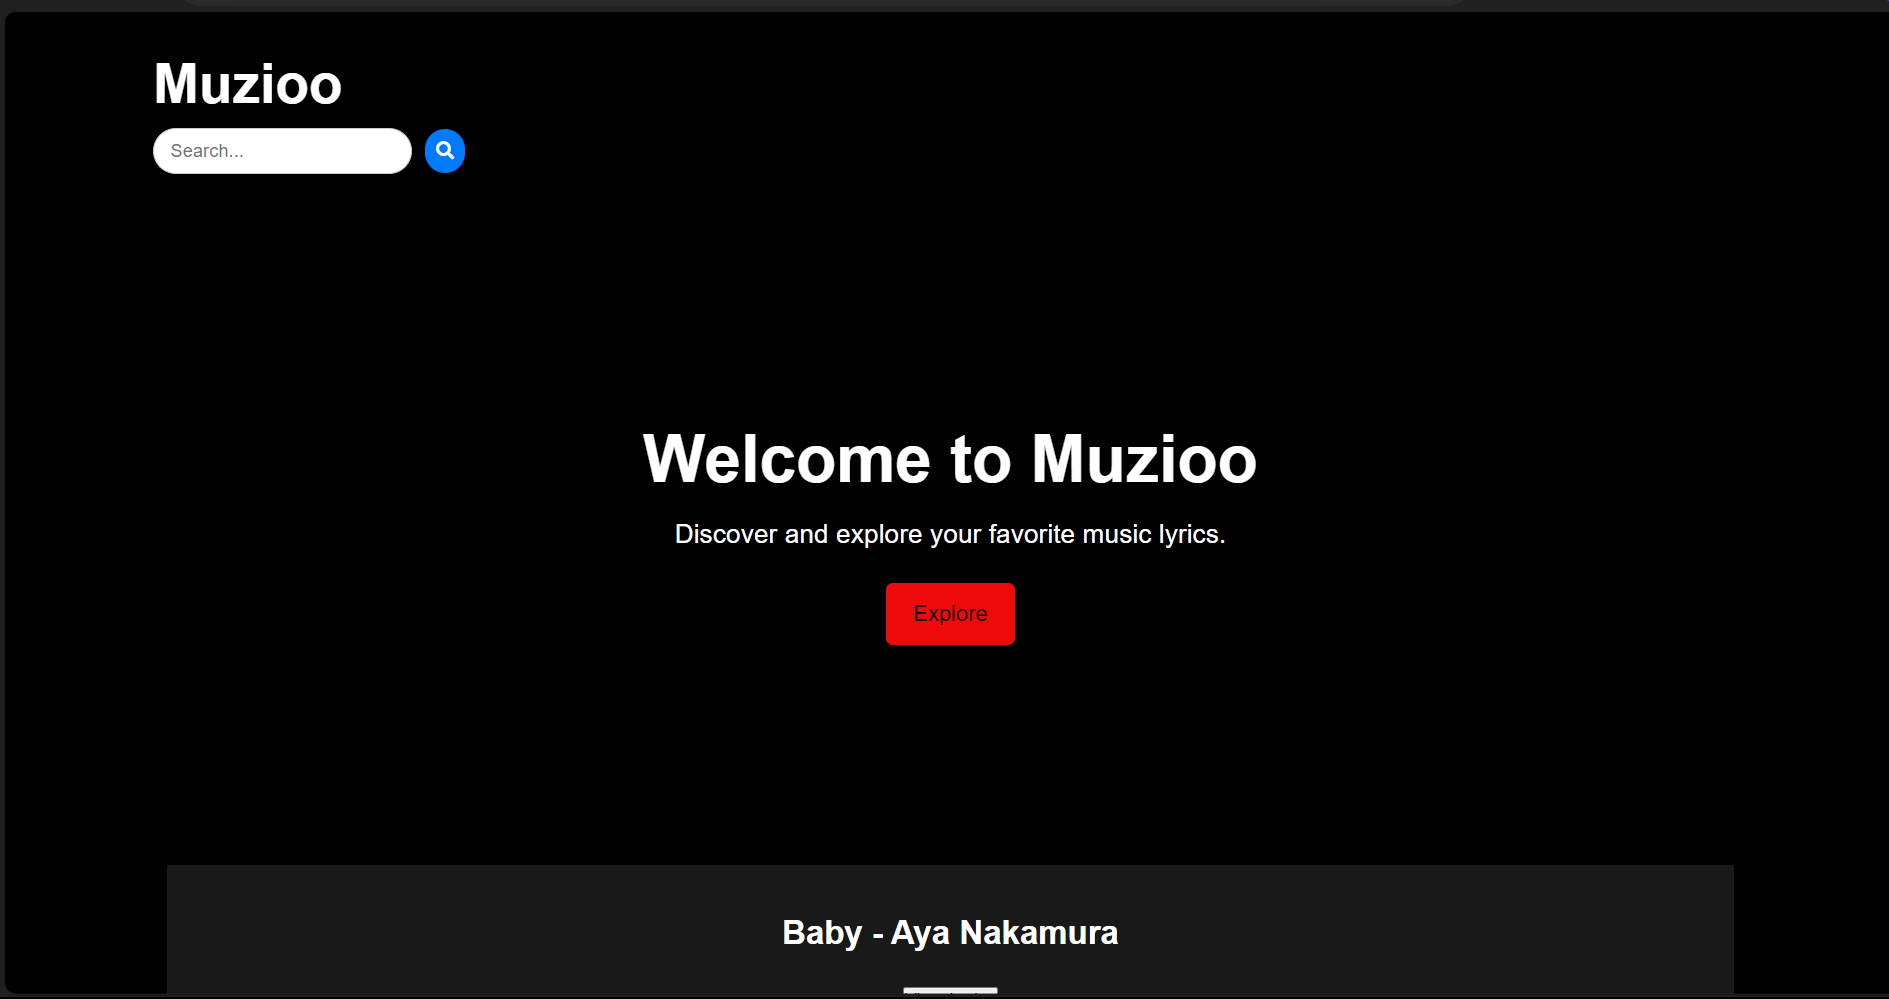 Muzioo
Search...
Welcome to Muzioo
Discover and explore your favorite music lyrics.
Explore
Baby - Aya Nakamura